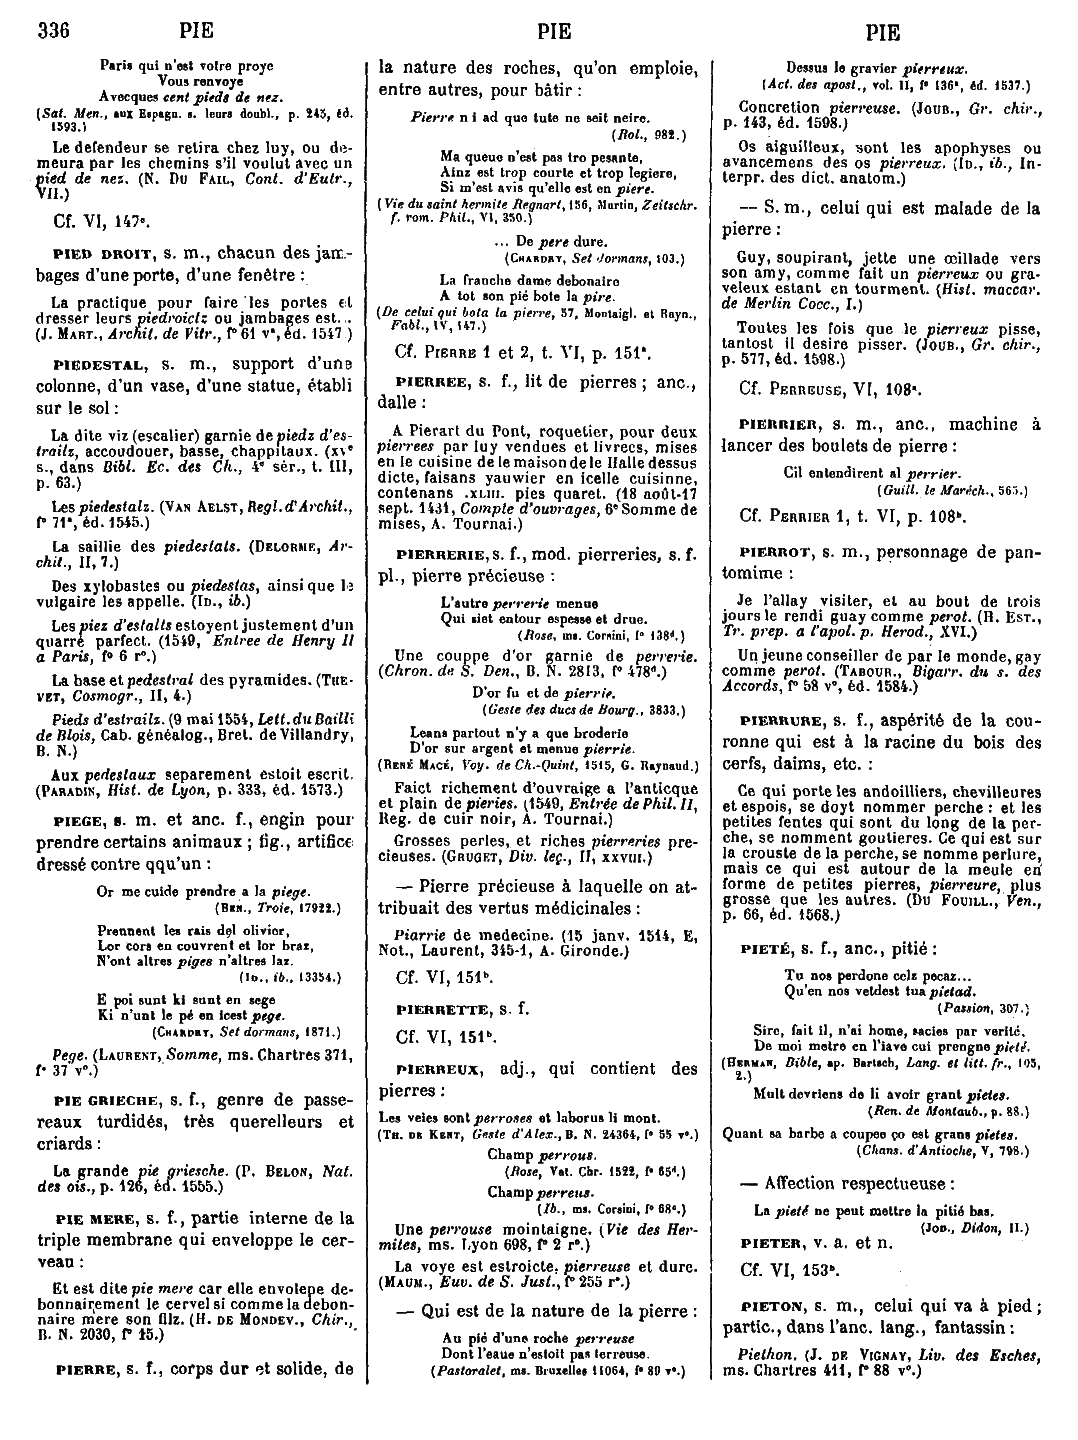 336 PIE PIE PIE
Paris qui n'est votre proye
Vous renvoye
Avecques cent pieds de nez.
(Sat. Men., aux Espagn. s. leurs doubl., p. 245, éd.
1593.)
Le defendeur se retira chez luy, ou de-
meura par les chemins s'il voulut avec un
pied de nez. (N. DU FAIL, Cont. d'Eutr.,
VII.)
Cf. VI, 147ᵉ.
PIED DROIT, s. m., chacun des jam-
bages d'une porte, d'une fenêtre :
La practique pour faire les portes et
dresser leurs piedroictz ou jambages est...
(J. MART., Archit. de Vitr., f° 61 v°, éd. 1547)
PIEDESTAL, s. m., support d'une
colonne, d'un vase, d'une statue, établi
sur le sol :
La dite viz (escalier) garnie de piedz d'es-
trailz, accoudouer, basse, chappitaux. (xvᵉ
s., dans Bibl. Ec. des Ch., 4ᵉ sér., t. III,
p. 63.)
Les piedestalz. (VAN AELST, Regl. d'Archit.,
f° 71ᵃ, éd. 1545.)
La saillie des piedestals. (DELORME, Ar-
chit., II, 7.)
Des xylobastes ou piedestas, ainsi que le
vulgaire les appelle. (ID., ib.)
Les piez d'estalts estoyent justement d'un
quarré parfect. (1549, Entree de Henry II
a Paris, f° 6 r°.)
La base et pedestral des pyramides. (THE-
VET, Cosmogr., II, 4.)
Pieds d'estrailz. (9 mai 1554, Lett. du Bailli
de Blois, Cab. généalog., Bret. de Villandry,
B. N.)
Aux pedestaux separement estoit escrit.
(PARADIN, Hist. de Lyon, p. 333, éd. 1573.)
PIEGE, s. m. et anc. f., engin pour
prendre certains animaux ; fig., artifice
dressé contre qqu'un :
Or me cuide prendre a la piege.
(BEN., Troie, 17922.)
Prennent les rais del olivier,
Lor cors en couvrent et lor braz,
N'ont altres piges n'altres laz.
(ID., ib., 13354.)
E poi sunt ki sunt en sege
Ki n'unt le pé en icest pege.
(CHARDRY, Set dormans, 1871.)
Pege. (LAURENT, Somme, ms. Chartres 371,
f° 37 v°.)
PIE GRIECHE, s. f., genre de passe-
reaux turdidés, très querelleurs et
criards :
La grande pie griesche. (P. BELON, Nat.
des ois., p. 126, éd. 1555.)
PIE MERE, s. f., partie interne de la
triple membrane qui enveloppe le cer-
veau :
Et est dite pie mere car elle envolepe de-
bonnairement le cervel si comme la debon-
naire mere son filz. (H. DE MONDEV., Chir.,
B. N. 2030, f° 15.)
PIERRE, s. f., corps dur et solide, de
la nature des roches, qu'on emploie,
entre autres, pour bâtir :
Pierre n i ad que tute ne seit neire.
(Rol., 982.)
Ma queue n'est pas tro pesante,
Ainz est trop courte et trop legiere,
Si m'est avis qu'elle est en piere.
(Vie du saint hermite Regnart, 156, Martin, Zeitschr.
f. rom. Phil., VI, 350.)
... De pere dure.
(CHARDRY, Set dormans, 103.)
La franche dame debonaire
A tot son pié bote la pire.
(De celui qui bota la pierre, 57, Montaigl. et Rayn.,
Fabl., IV, 147.)
Cf. PIERRE 1 et 2, t. VI, p. 151ᵃ.
PIERREE, s. f., lit de pierres ; anc.,
dalle :
A Pierart du Pont, roquetier, pour deux
pierrees par luy vendues et livrees, mises
en le cuisine de le maison de le Halle dessus
dicte, faisans yauwier en icelle cuisinne,
contenans .XLIII. pies quaret. (18 août-17
sept. 1431, Compte d'ouvrages, 6ᵉ Somme de
mises, A. Tournai.)
PIERRERIE, s. f., mod. pierreries, s. f.
pl., pierre précieuse :
L'autre perrerie menue
Qui siet entour espesse et drue.
(Rose, ms. Corsini, f° 138ᵈ.)
Une couppe d'or garnie de perrerie.
(Chron. de S. Den., B. N. 2813, f° 478ᵈ.)
D'or fu et de pierrie.
(Geste des ducs de Bourg., 3833.)
Leans partout n'y a que broderie
D'or sur argent et menue pierrie.
(RENÉ MACÉ, Voy. de Ch.-Quint, 1515, G. Raynaud.)
Faict richement d'ouvraige a l'anticque
et plain de pieries. (1549, Entrée de Phil. II,
Reg. de cuir noir, A. Tournai.)
Grosses perles, et riches pierreries pre-
cieuses. (GRUGET, Div. leç., II, XXVIII.)
— Pierre précieuse à laquelle on at-
tribuait des vertus médicinales :
Piarrie de medecine. (15 janv. 1514, E,
Not., Laurent, 345-1, A. Gironde.)
Cf. VI, 151ᵇ.
PIERRETTE, s. f.
Cf. VI, 151ᵇ.
PIERREUX, adj., qui contient des
pierres :
Les veies sont perroses et laborus li mont.
(TH. DE KENT, Geste d'Alex., B. N. 24364, f° 55 v°.)
Champ perrous.
(Rose, Vat. Chr. 1522, f° 65ᵈ.)
Champ perreus.
(Ib., ms. Corsini, f° 68ᵈ.)
Une perrouse mointaigne. (Vie des Her-
mites, ms. Lyon 698, f° 2 r°.)
La voye est estroicte, pierreuse et dure.
(MAUM., Euv. de S. Just., f° 255 r°.)
— Qui est de la nature de la pierre :
Au pié d'une roche perreuse
Dont l'eaue n'estoit pas terreuse.
(Pastoralet, ms. Bruxelles 11064, f° 89 v°.)
Dessus le gravier pierreux.
(Act. des apost., vol. II, f° 136ᵃ, éd. 1537.)
Concretion pierreuse. (JOUB., Gr. chir.,
p. 143, éd. 1598.)
Os aiguilleux, sont les apophyses ou
avancemens des os pierreux. (ID., ib., In-
terpr. des dict. anatom.)
— S. m., celui qui est malade de la
pierre :
Guy, soupirant, jette une œillade vers
son amy, comme fait un pierreux ou gra-
veleux estant en tourment. (Hist. maccar.
de Merlin Cocc., I.)
Toutes les fois que le pierreux pisse,
tantost il desire pisser. (JOUB., Gr. chir.,
p. 577, éd. 1598.)
Cf. PERREUSE, VI, 108ᵃ.
PIERRIER, s. m., anc., machine à
lancer des boulets de pierre :
Cil entendirent al perrier.
(Guill. le Maréch., 565.)
Cf. PERRIER 1, t. VI, p. 108ᵇ.
PIERROT, s. m., personnage de pan-
tomime :
Je l'allay visiter, et au bout de trois
jours le rendi guay comme perot. (H. EST.,
Tr. prep. a l'apol. p. Herod., XVI.)
Un jeune conseiller de par le monde, gay
comme perot. (TABOUR., Bigarr. du s. des
Accords, f° 58 v°, éd. 1584.)
PIERRURE, s. f., aspérité de la cou-
ronne qui est à la racine du bois des
cerfs, daims, etc. :
Ce qui porte les andoilliers, chevilleures
et espois, se doyt nommer perche : et les
petites fentes qui sont du long de la per-
che, se nomment goutieres. Ce qui est sur
la crouste de la perche, se nomme perlure,
mais ce qui est autour de la meule en
forme de petites pierres, pierreure, plus
grosse que les autres. (DU FOUILL., Ven.,
p. 66, éd. 1568.)
PIETÉ, s. f., anc., pitié :
Tu nos perdone celz pecaz...
Qu'en nos vetdest tua pietad.
(Passion, 307.)
Sire, fait il, n'ai home, sacies par verité,
De moi metre en l'iave cui prengne pieté.
(HERMAN, Bible, ap. Bartsch, Lang. et litt. fr., 105,
2.)
Mult devriens de li avoir grant pietes.
(Ren. de Montaub., p. 88.)
Quant sa barbe a coupee ço est grans pietes.
(Chans. d'Antioche, V, 798.)
— Affection respectueuse :
La pieté ne peut mettre la pitié bas.
(JOD., Didon, II.)
PIETER, v. a. et n.
Cf. VI, 153ᵇ.
PIETON, s. m., celui qui va à pied ;
partic., dans l'anc. lang., fantassin :
Piethon. (J. DE VIGNAY, Liv. des Esches,
ms. Chartres 411, f° 88 v°.)